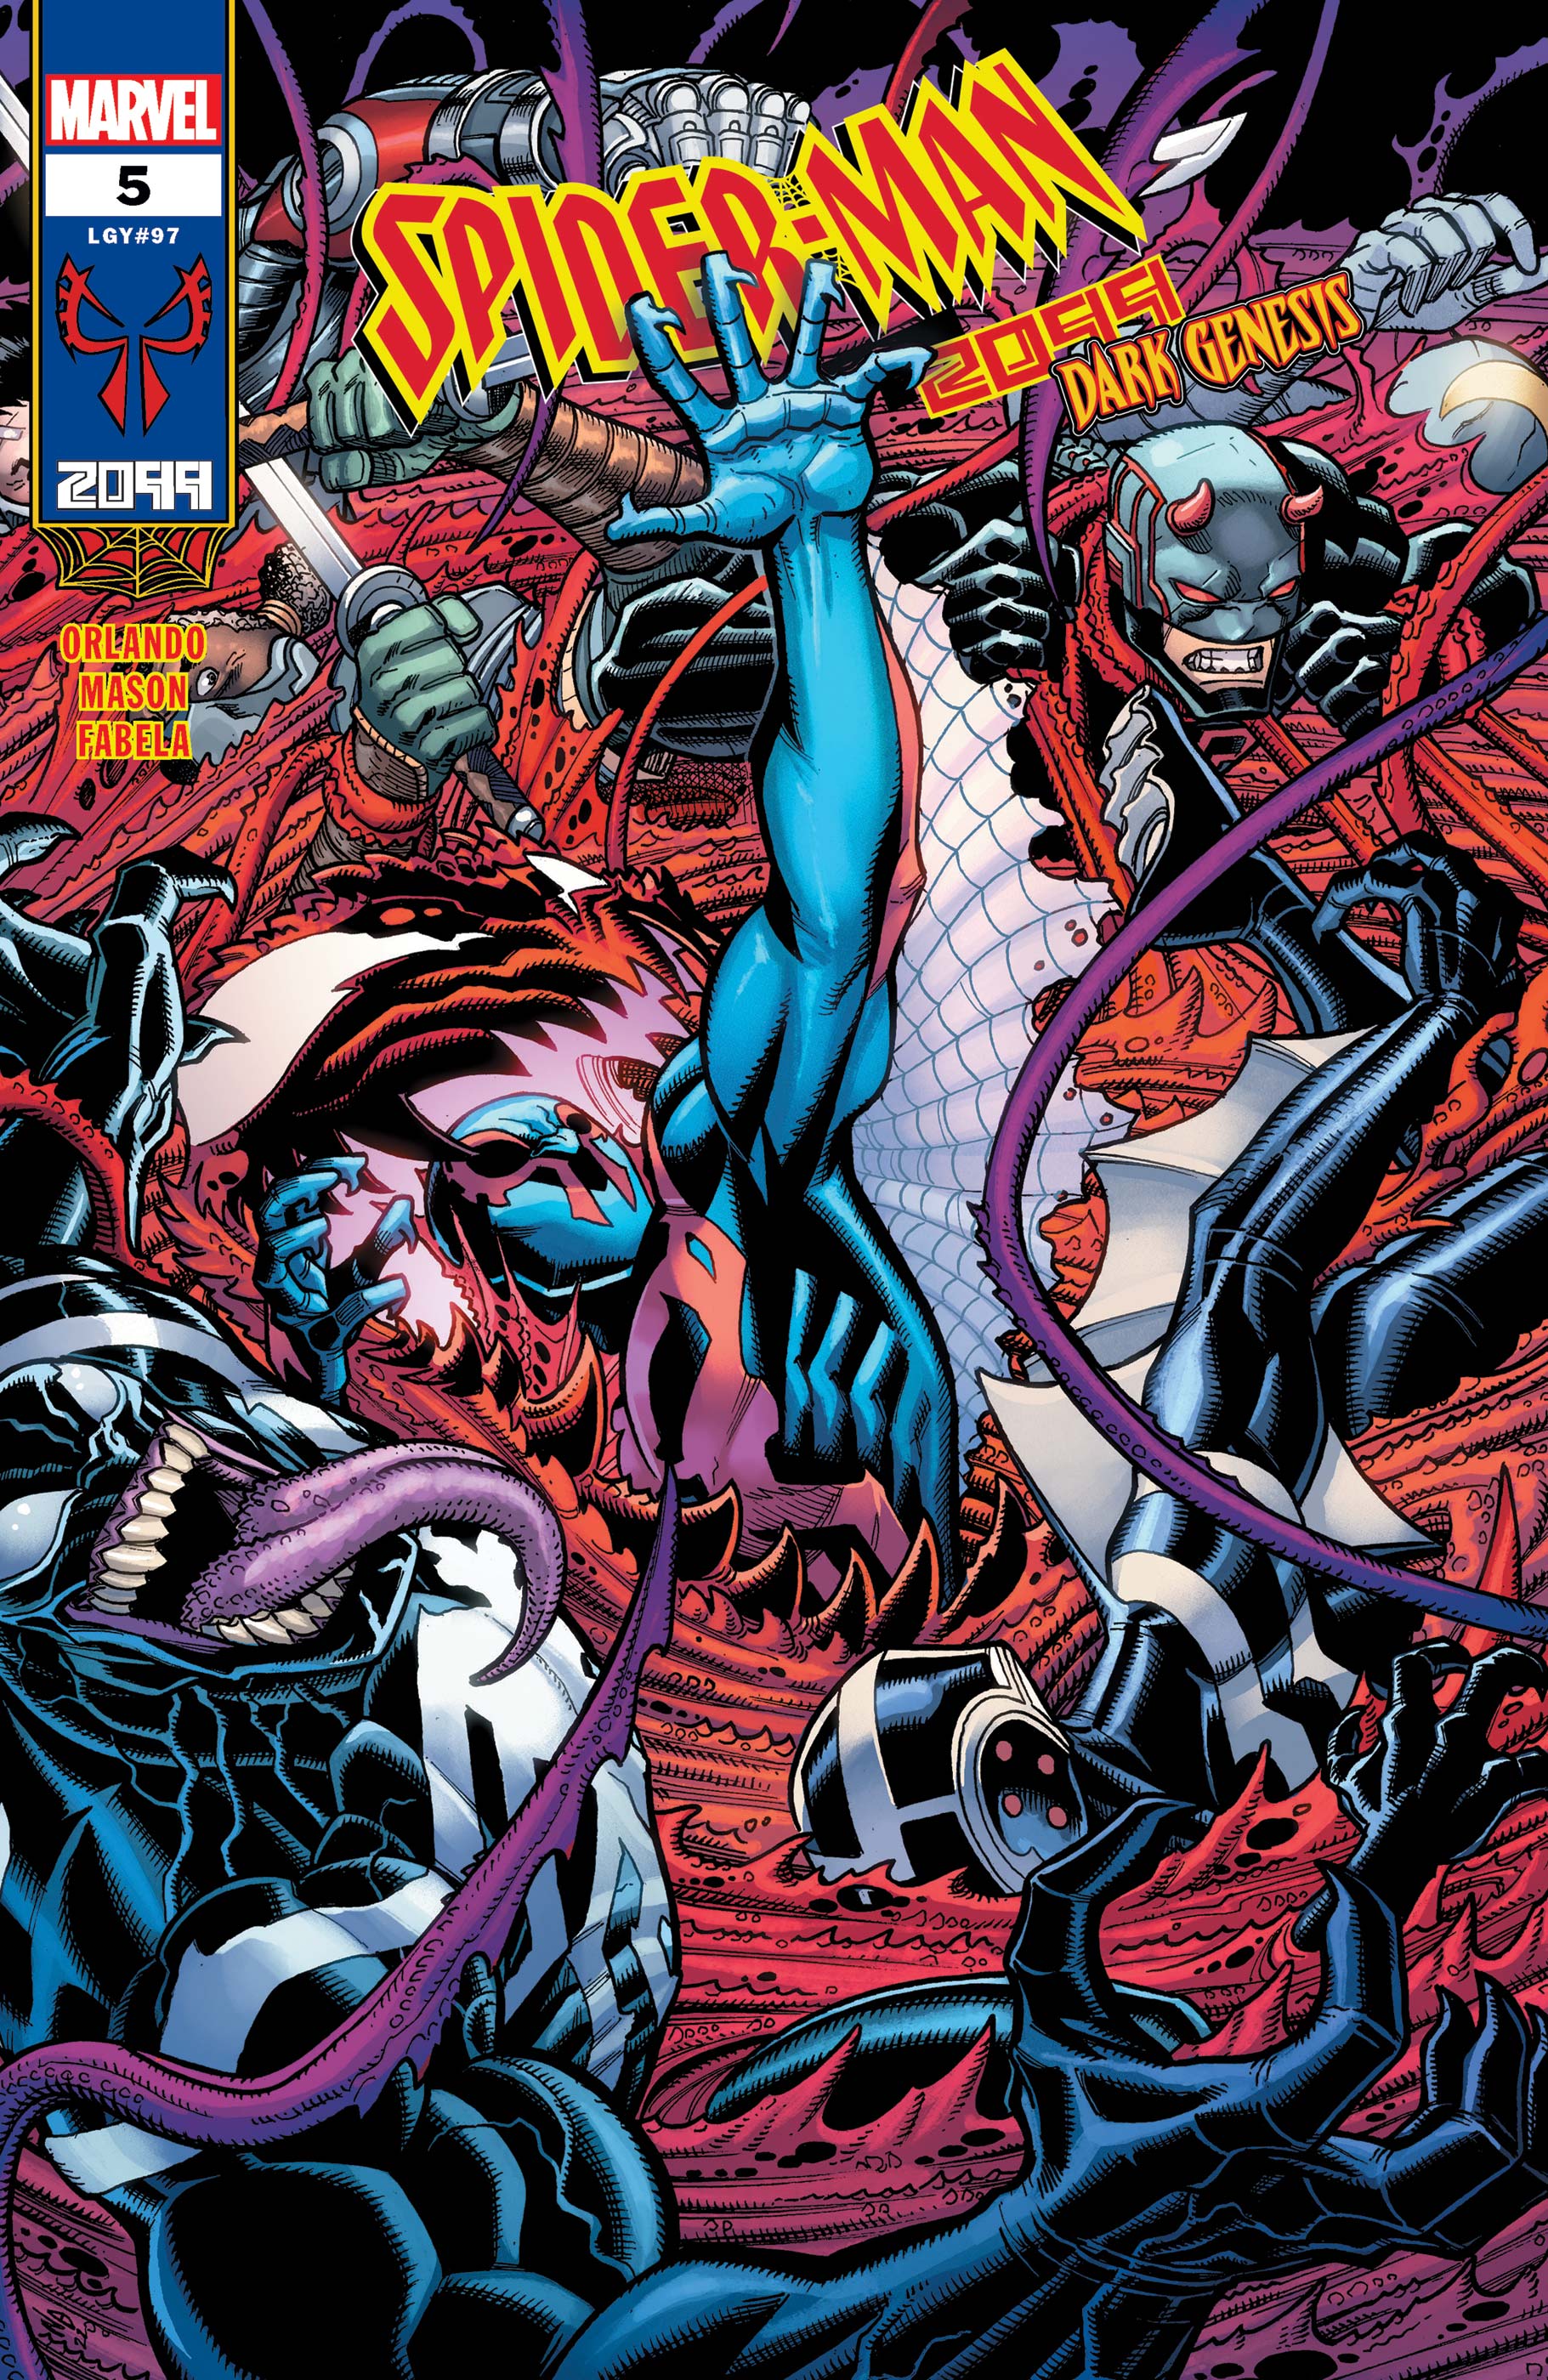 MARVEL
5
LGY#97
2099
ORLANDO
MASON
FABELA
SPIDER-MAN
2099
DARK GENESIS